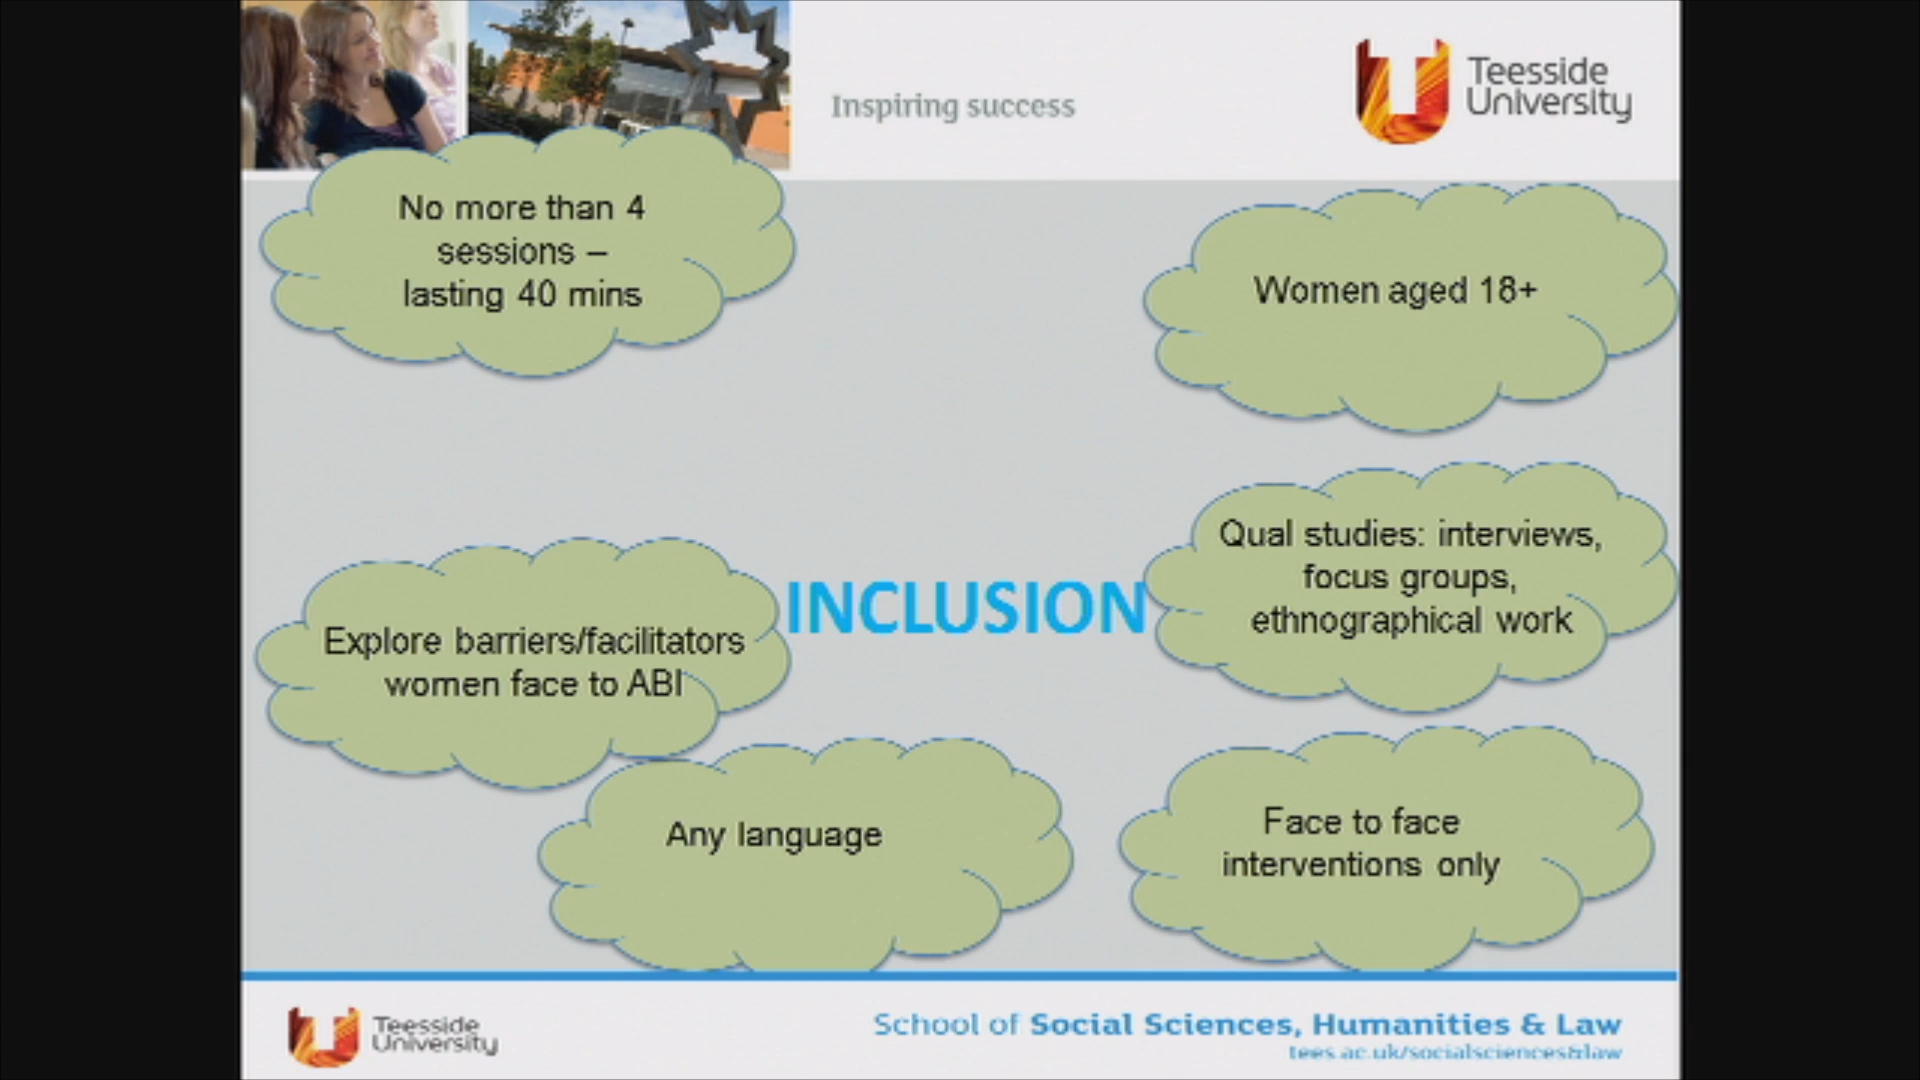 Inspiring success
Teesside
University
No more than 4
sessions –
lasting 40 mins
Women aged 18+
Qual studies: interviews,
focus groups,
ethnographical work
INCLUSION
Explore barriers/facilitators
women face to ABI
Any language
Face to face
interventions only
Teesside
University
School of Social Sciences, Humanities & Law
tees.ac.uk/socialsciences&law